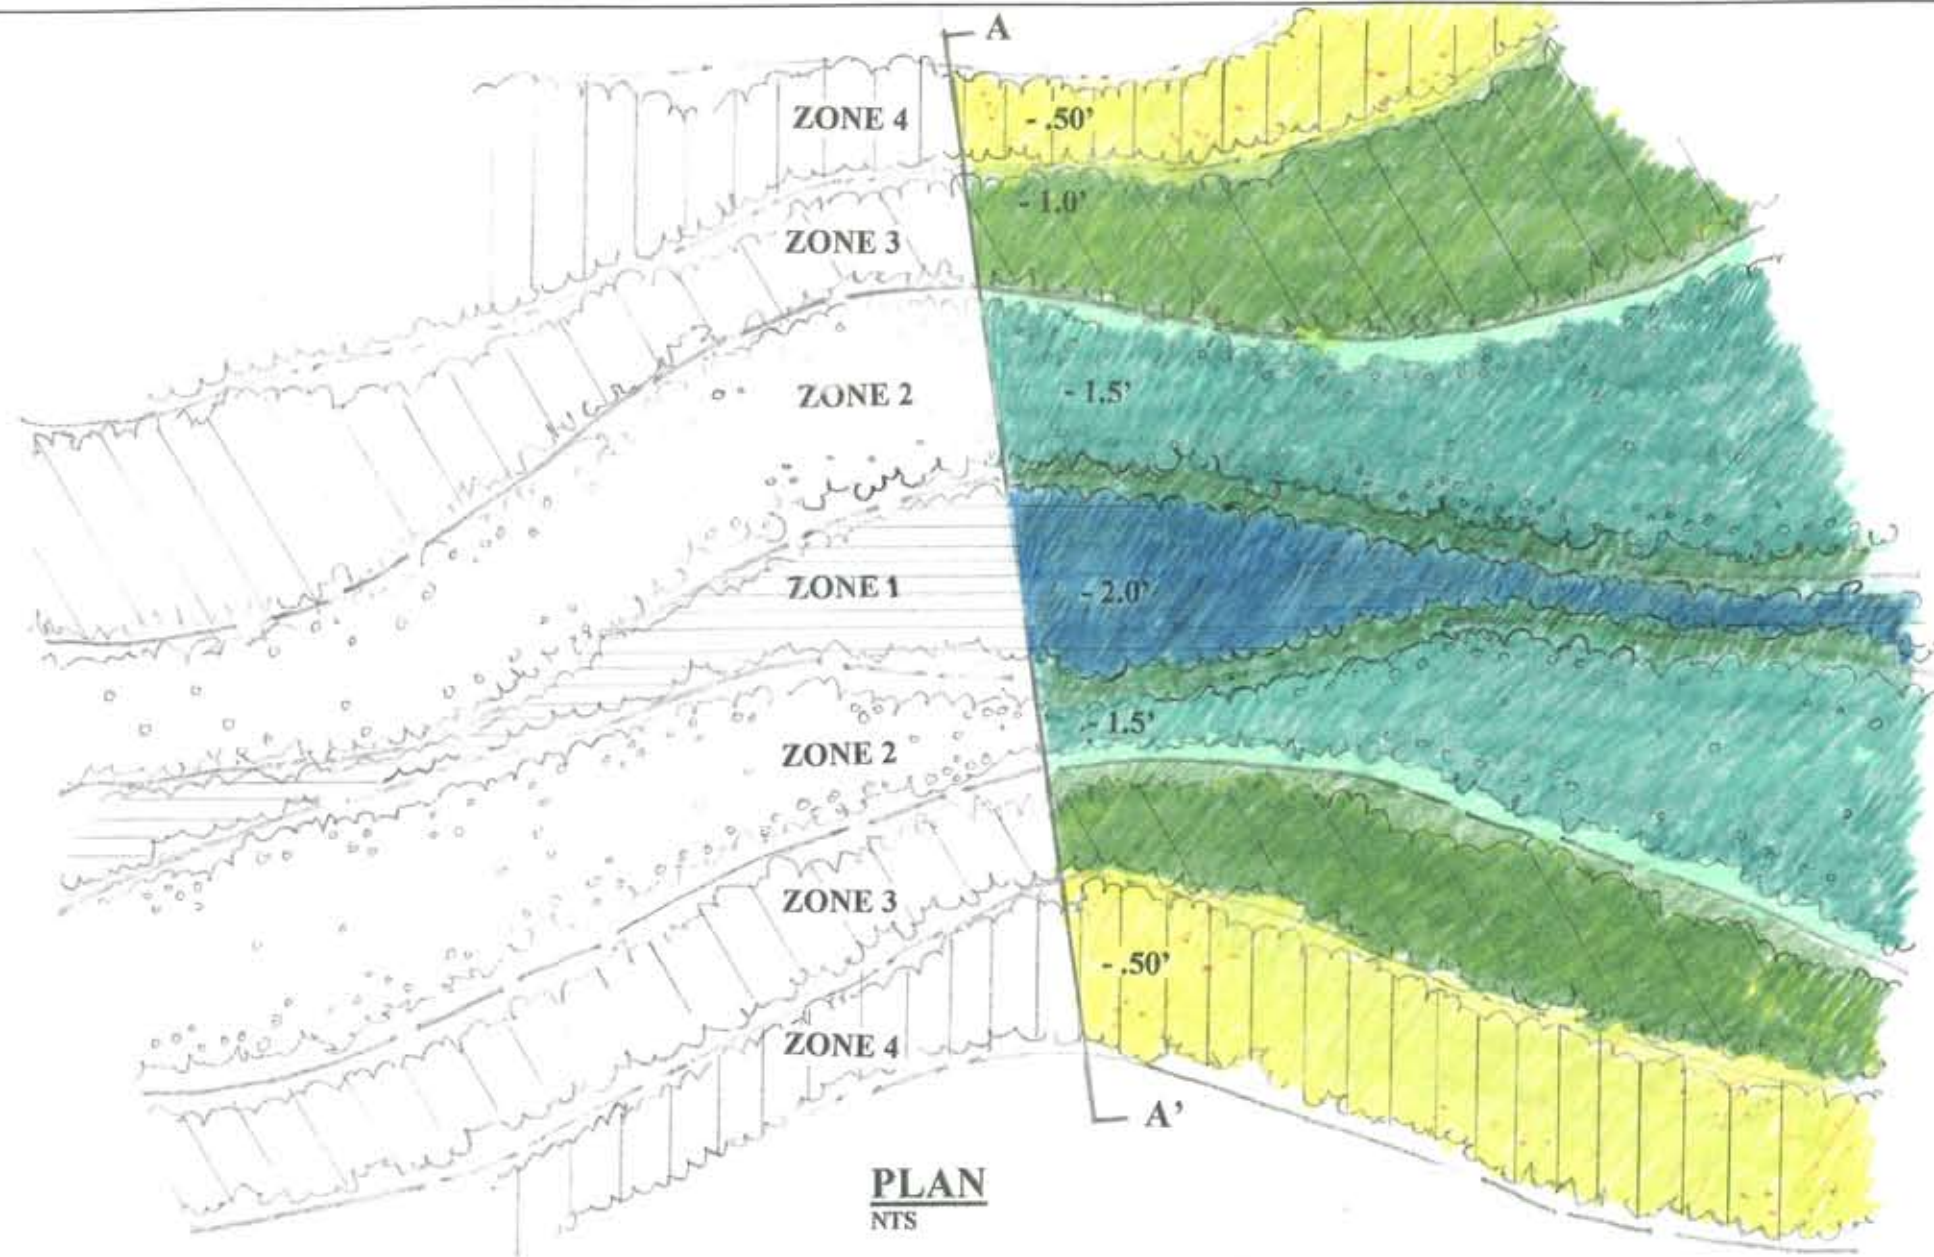 A
ZONE 4
- .50'
- 1.0'
ZONE 3
ZONE 2
- 1.5'
ZONE 1
- 2.0'
- 1.5'
ZONE 2
ZONE 3
- .50'
ZONE 4
A'
PLAN
NTS